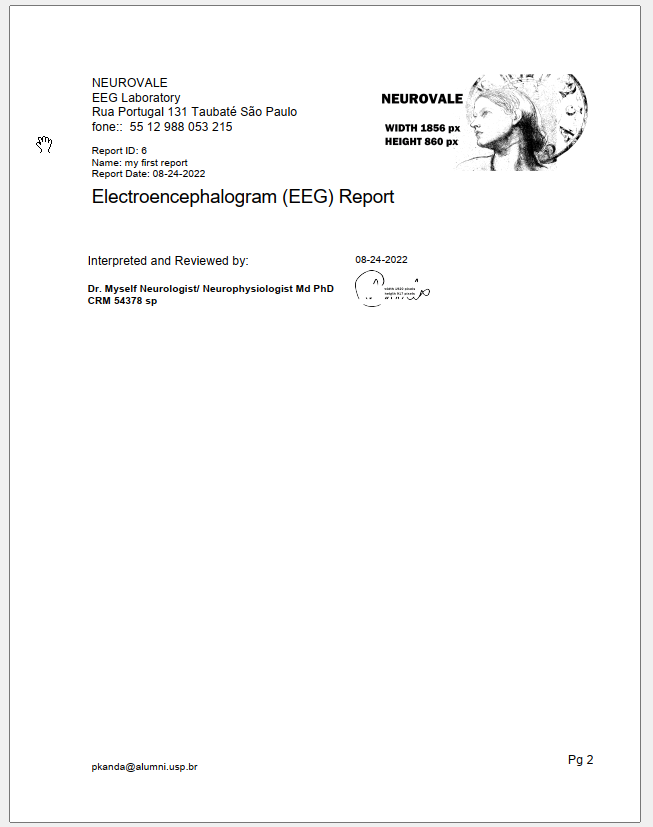 NEUROVALE
EEG Laboratory
Rua Portugal 131 Taubaté São Paulo
fone:: 55 12 988 053 215
NEUROVALE
WIDTH 1856 px
HEIGHT 860 px
Report ID: 6
Name: my first report
Report Date: 08-24-2022
Electroencephalogram (EEG) Report
Interpreted and Reviewed by:
08-24-2022
Dr. Myself Neurologist/ Neurophysiologist Md PhD
CRM 54378 sp
pkanda@alumni.usp.br
Pg 2